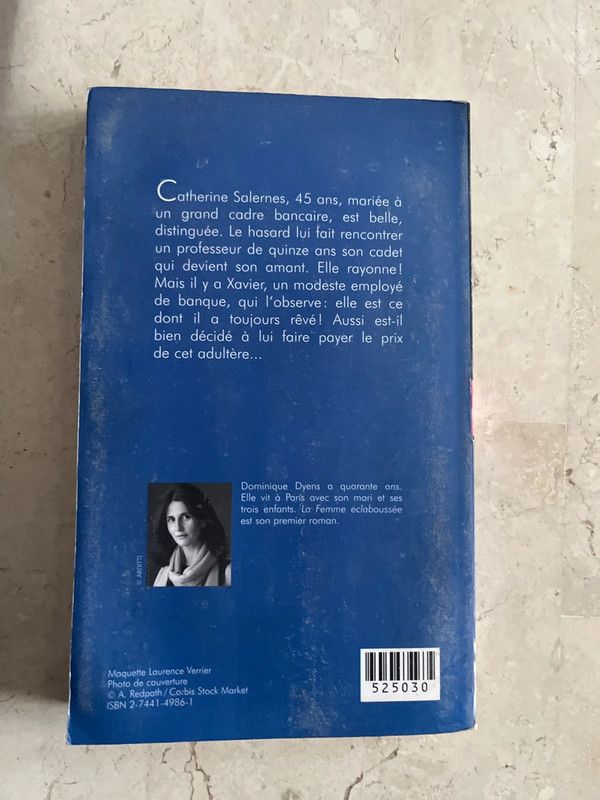 Catherine Salernes, 45 ans, mariée à
un grand cadre bancaire, est belle,
distinguée. Le hasard lui fait rencontrer
un professeur de quinze ans son cadet
qui devient son amant. Elle rayonne !
Mais il y a Xavier, un modeste employé
de banque, qui l'observe : elle est ce
dont il a toujours rêvé ! Aussi est-il
bien décidé à lui faire payer le prix
de cet adultère...
Dominique Dyens a quarante ans.
Elle vit à Paris avec son mari et ses
trois enfants. La Femme éclaboussée
est son premier roman.
© ARDITTI
Maquette Laurence Verrier
Photo de couverture
© A. Redpath / Corbis Stock Market
ISBN 2-7441-4986-1
525030